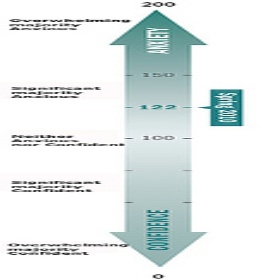 200
Overwhelming
majority
Anxious
ANXIETY
150
Significant
majority
Anxious
122
Spring 2010
Neither
Anxious
nor Confident
100
Significant
majority
Confident
CONFIDENCE
Overwhelming
majority
Confident
0